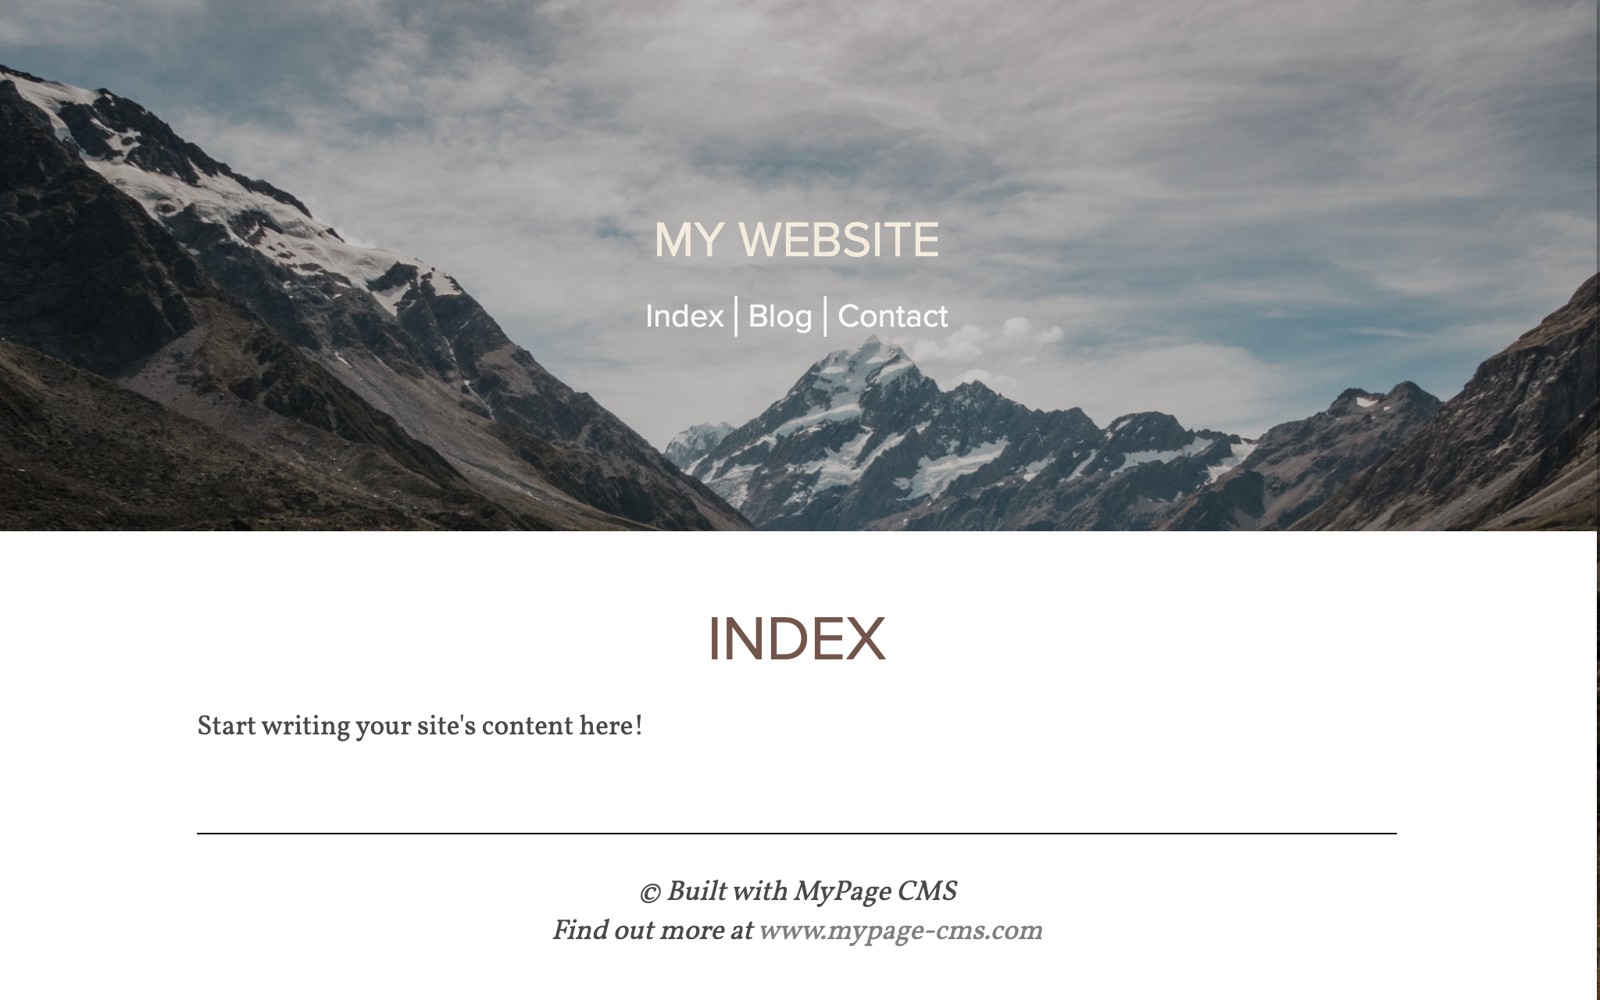 MY WEBSITE
Index | Blog | Contact
INDEX
Start writing your site's content here!
© Built with MyPage CMS
Find out more at www.mypage-cms.com